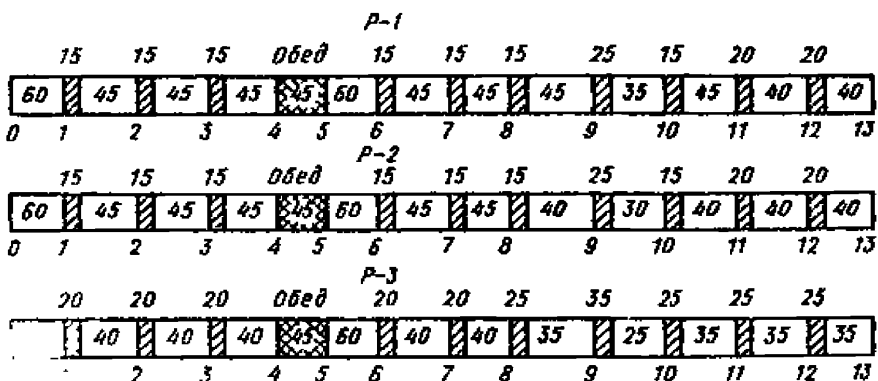 Р-1
15 15 15 Обед 15 15 15 25 15 20 20
60 45 45 45 45 60 45 45 45 35 45 40 40
0 1 2 3 4 5 6 7 8 9 10 11 12 13
Р-2
15 15 15 Обед 15 15 15 25 15 20 20
60 45 45 45 45 60 45 45 40 30 40 40 40
0 1 2 3 4 5 6 7 8 9 10 11 12 13
Р-3
20 20 20 Обед 20 20 25 35 25 25 25
40 40 40 45 60 40 40 35 25 35 35 35
2 3 4 5 6 7 8 9 10 11 12 13